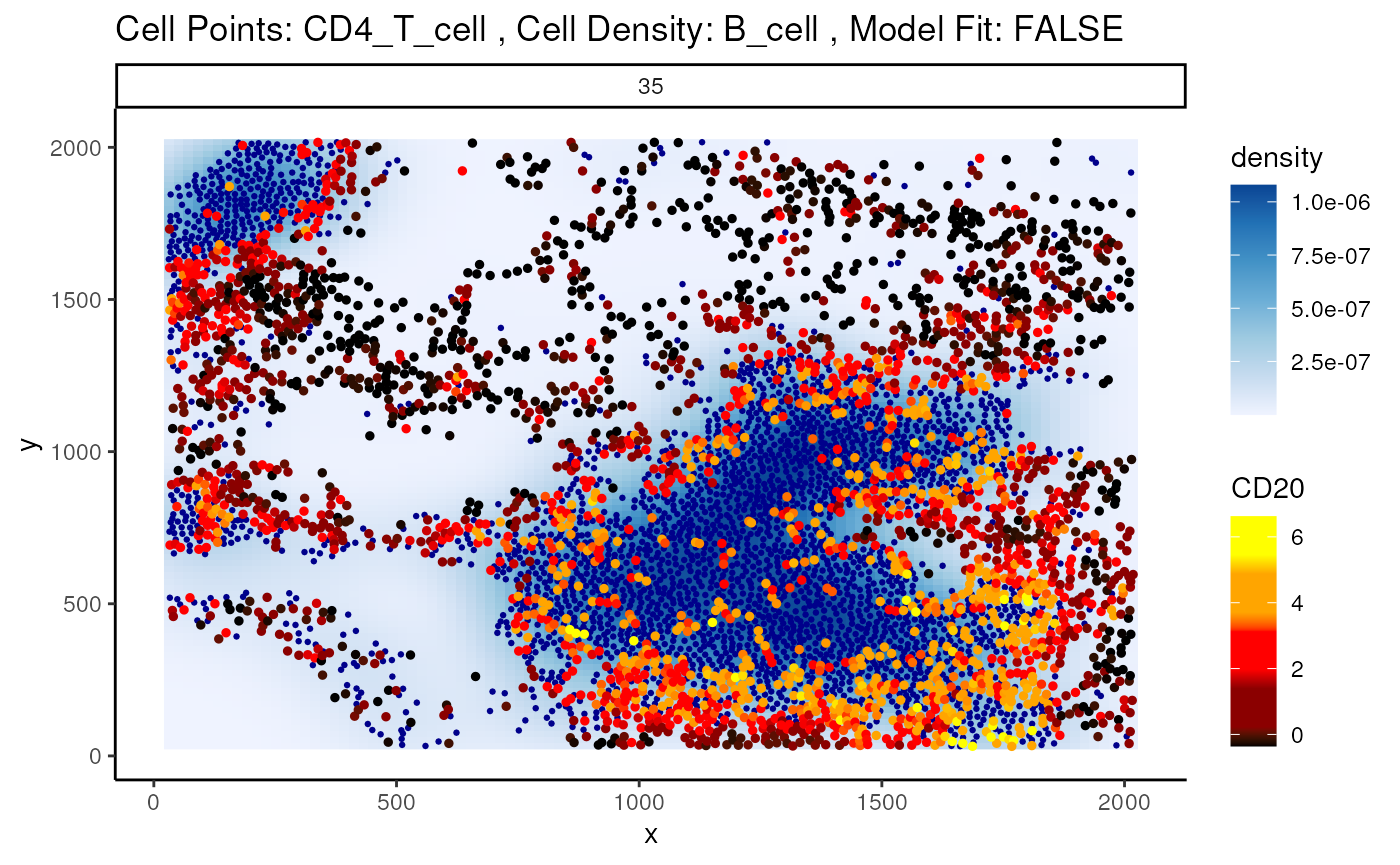 Cell Points: CD4_T_cell , Cell Density: B_cell , Model Fit: FALSE
35
2000
1500
1000
500
0
y
0 500 1000 1500 2000
x
density
1.0e-06
7.5e-07
5.0e-07
2.5e-07
CD20
6
4
2
0